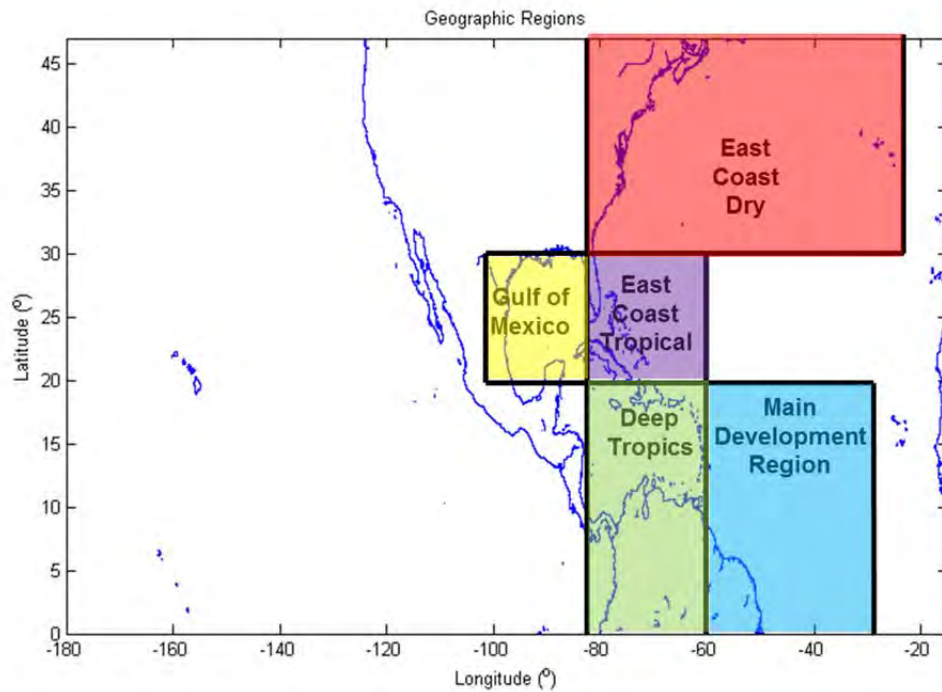 Geographic Regions
45
40
35
30
25
20
15
10
5
0
Latitude (º)
East
Coast
Dry
Gulf of
Mexico
East
Coast
Tropical
Deep
Tropics
Main
Development
Region
-180
-160
-140
-120
-100
-80
-60
-40
-20
Longitude (º)